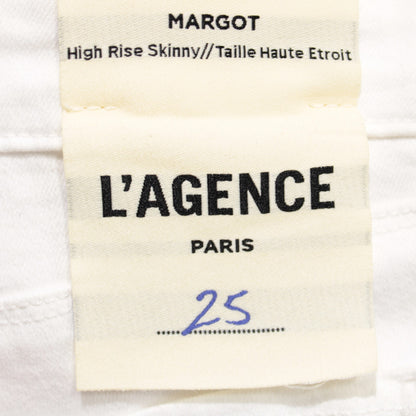 MARGOT
High Rise Skinny//Taille Haute Etroit
L'AGENCE
PARIS
25